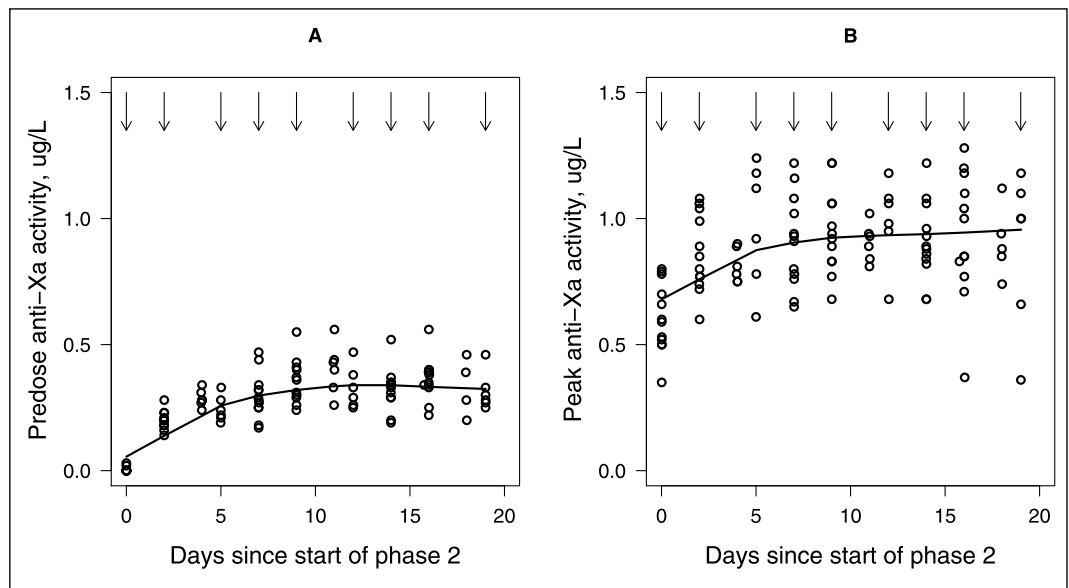 A
1.5
1.0
0.5
0.0
Predose anti−Xa activity, ug/L
0 5 10 15 20
Days since start of phase 2
B
1.5
1.0
0.5
0.0
Peak anti−Xa activity, ug/L
0 5 10 15 20
Days since start of phase 2